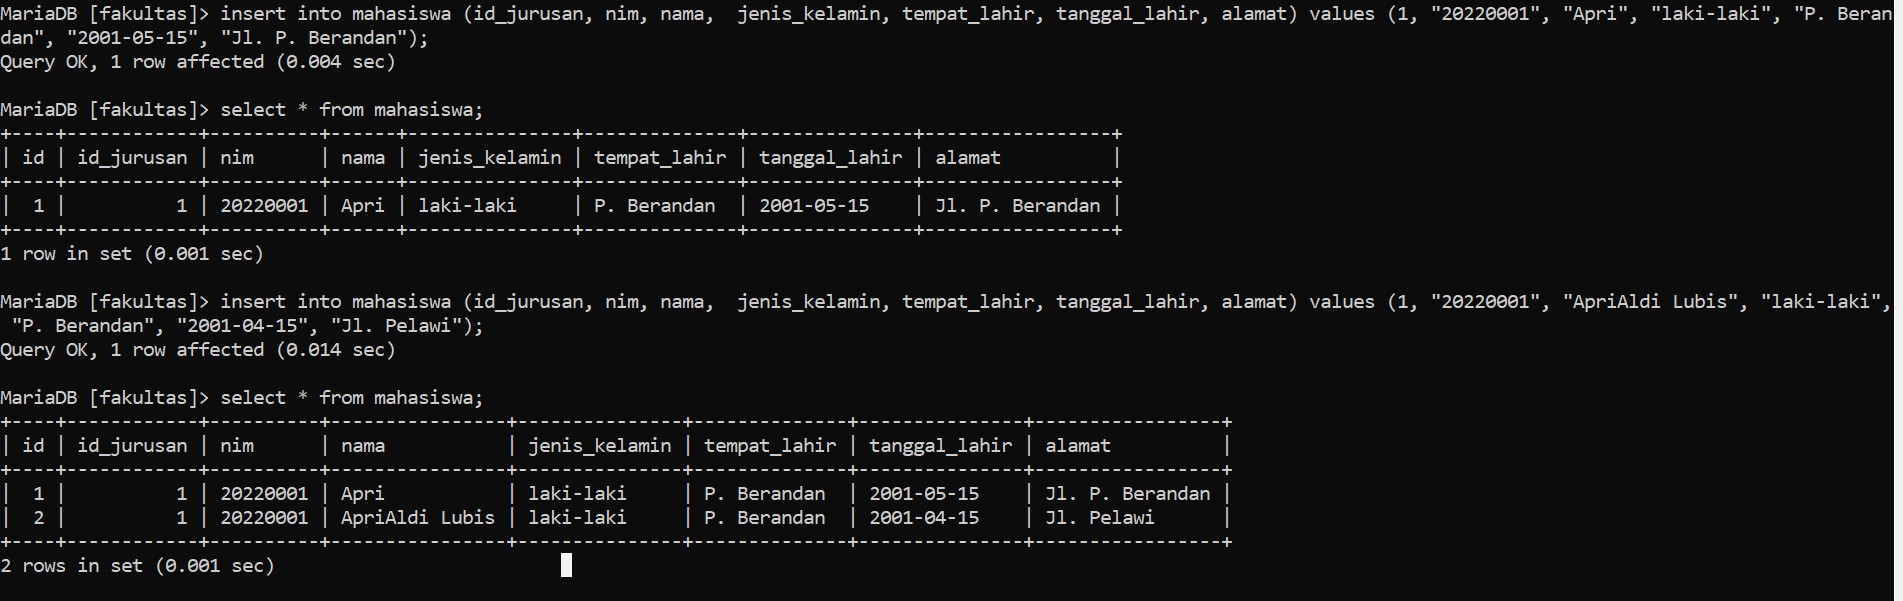 MariaDB [fakultas]> insert into mahasiswa (id_jurusan, nim, nama,  jenis_kelamin, tempat_lahir, tanggal_lahir, alamat) values (1, "20220001", "Apri", "laki-laki", "P. Beran
dan", "2001-05-15", "Jl. P. Berandan");
Query OK, 1 row affected (0.004 sec)

MariaDB [fakultas]> select * from mahasiswa;
+----+------------+----------+------+---------------+--------------+---------------+-----------------+
| id | id_jurusan | nim      | nama | jenis_kelamin | tempat_lahir | tanggal_lahir | alamat          |
+----+------------+----------+------+---------------+--------------+---------------+-----------------+
|  1 |          1 | 20220001 | Apri | laki-laki     | P. Berandan  | 2001-05-15    | Jl. P. Berandan |
+----+------------+----------+------+---------------+--------------+---------------+-----------------+
1 row in set (0.001 sec)

MariaDB [fakultas]> insert into mahasiswa (id_jurusan, nim, nama,  jenis_kelamin, tempat_lahir, tanggal_lahir, alamat) values (1, "20220001", "ApriAldi Lubis", "laki-laki",
 "P. Berandan", "2001-04-15", "Jl. Pelawi");
Query OK, 1 row affected (0.014 sec)

MariaDB [fakultas]> select * from mahasiswa;
+----+------------+----------+----------------+---------------+--------------+---------------+-----------------+
| id | id_jurusan | nim      | nama           | jenis_kelamin | tempat_lahir | tanggal_lahir | alamat          |
+----+------------+----------+----------------+---------------+--------------+---------------+-----------------+
|  1 |          1 | 20220001 | Apri           | laki-laki     | P. Berandan  | 2001-05-15    | Jl. P. Berandan |
|  2 |          1 | 20220001 | ApriAldi Lubis | laki-laki     | P. Berandan  | 2001-04-15    | Jl. Pelawi      |
+----+------------+----------+----------------+---------------+--------------+---------------+-----------------+
2 rows in set (0.001 sec)